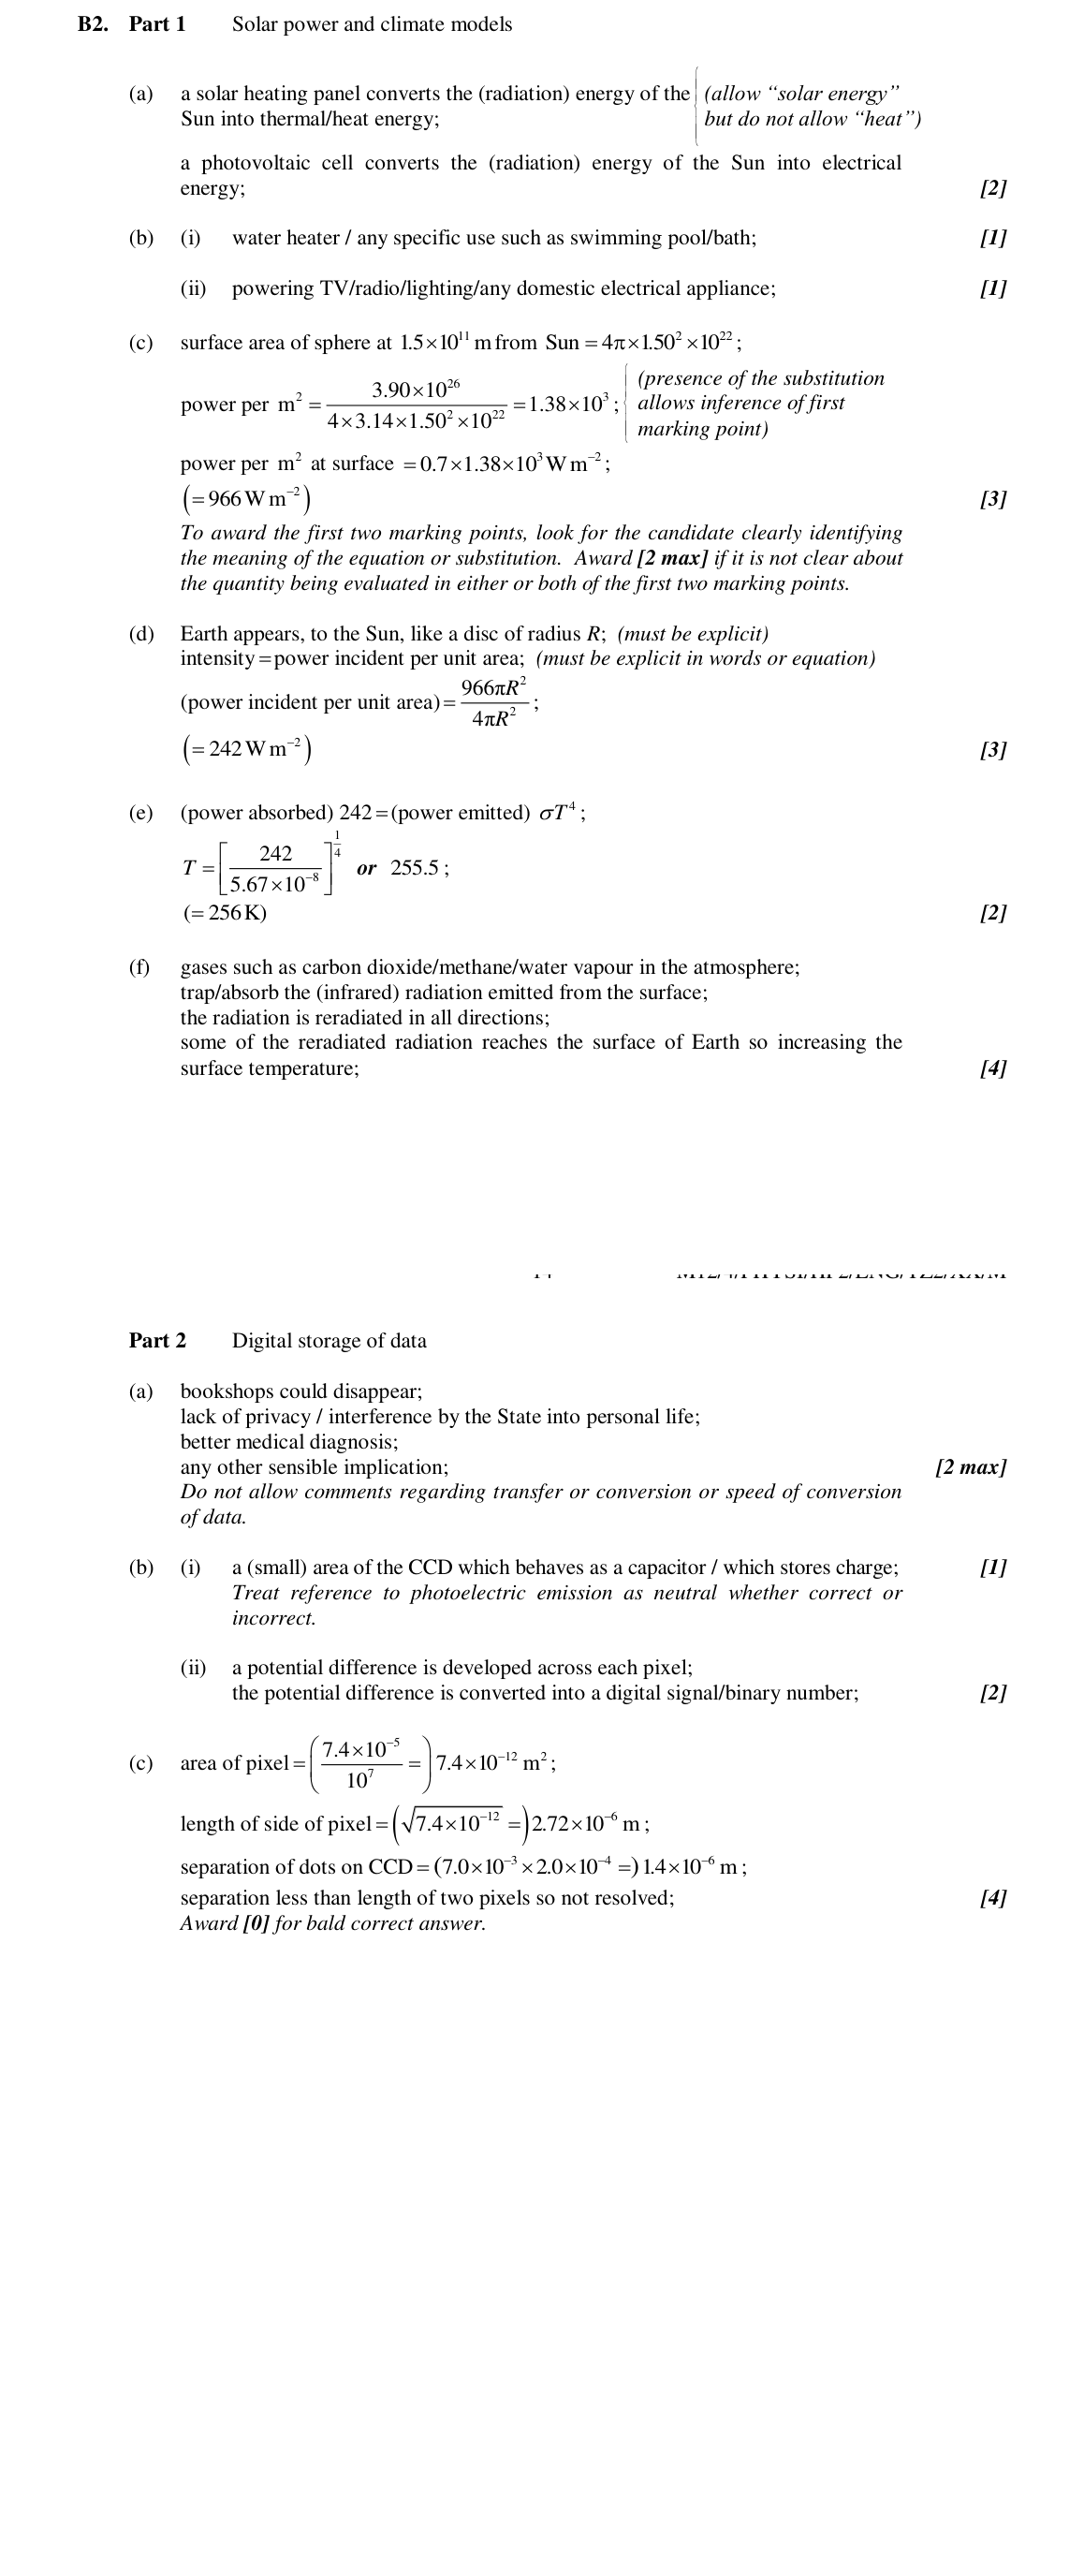 B2. Part 1 Solar power and climate models
(a) a solar heating panel converts the (radiation) energy of the (allow “solar energy”
Sun into thermal/heat energy; but do not allow “heat”)
a photovoltaic cell converts the (radiation) energy of the Sun into electrical
energy; [2]
(b) (i) water heater / any specific use such as swimming pool/bath; [1]
(ii) powering TV/radio/lighting/any domestic electrical appliance; [1]
(c) surface area of sphere at 1.5×10¹¹ m from Sun = 4π×1.50²×10²²;
power per m² = 3.90×10²⁶ / 4×3.14×1.50²×10²² = 1.38×10³; (presence of the substitution
allows inference of first
marking point)
power per m² at surface = 0.7×1.38×10³ W m⁻²;
(= 966 W m⁻²) [3]
To award the first two marking points, look for the candidate clearly identifying
the meaning of the equation or substitution. Award [2 max] if it is not clear about
the quantity being evaluated in either or both of the first two marking points.
(d) Earth appears, to the Sun, like a disc of radius R; (must be explicit)
intensity = power incident per unit area; (must be explicit in words or equation)
(power incident per unit area) = 966πR² / 4πR²;
(= 242 W m⁻²) [3]
(e) (power absorbed) 242 = (power emitted) σT⁴;
T = [242 / 5.67×10⁻⁸]^(1/4) or 255.5;
(= 256 K) [2]
(f) gases such as carbon dioxide/methane/water vapour in the atmosphere;
trap/absorb the (infrared) radiation emitted from the surface;
the radiation is reradiated in all directions;
some of the reradiated radiation reaches the surface of Earth so increasing the
surface temperature; [4]
Part 2 Digital storage of data
(a) bookshops could disappear;
lack of privacy / interference by the State into personal life;
better medical diagnosis;
any other sensible implication; [2 max]
Do not allow comments regarding transfer or conversion or speed of conversion
of data.
(b) (i) a (small) area of the CCD which behaves as a capacitor / which stores charge; [1]
Treat reference to photoelectric emission as neutral whether correct or
incorrect.
(ii) a potential difference is developed across each pixel;
the potential difference is converted into a digital signal/binary number; [2]
(c) area of pixel = (7.4×10⁻⁵ / 10⁷ =) 7.4×10⁻¹² m²;
length of side of pixel = (√7.4×10⁻¹² =) 2.72×10⁻⁶ m;
separation of dots on CCD = (7.0×10⁻³×2.0×10⁻⁴ =) 1.4×10⁻⁶ m;
separation less than length of two pixels so not resolved; [4]
Award [0] for bald correct answer.